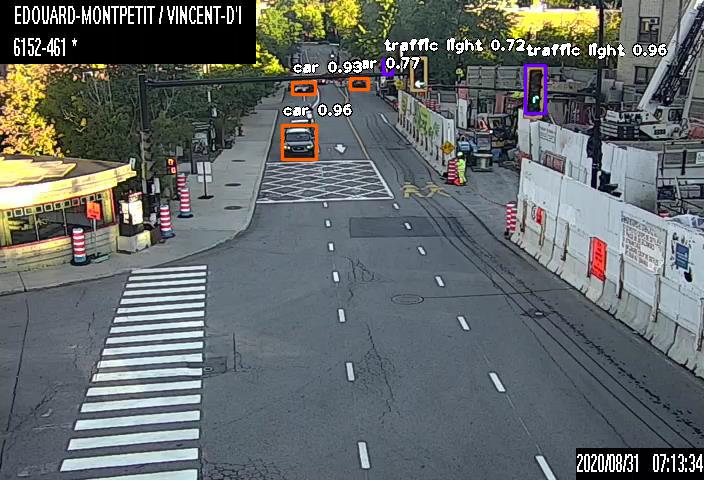 EDOUARD-MONTPETIT / VINCENT-D'I
6152-461 *
traffic light 0.72
traffic light 0.96
car 0.93
car 0.77
car 0.96
2020/08/31 07:13:34